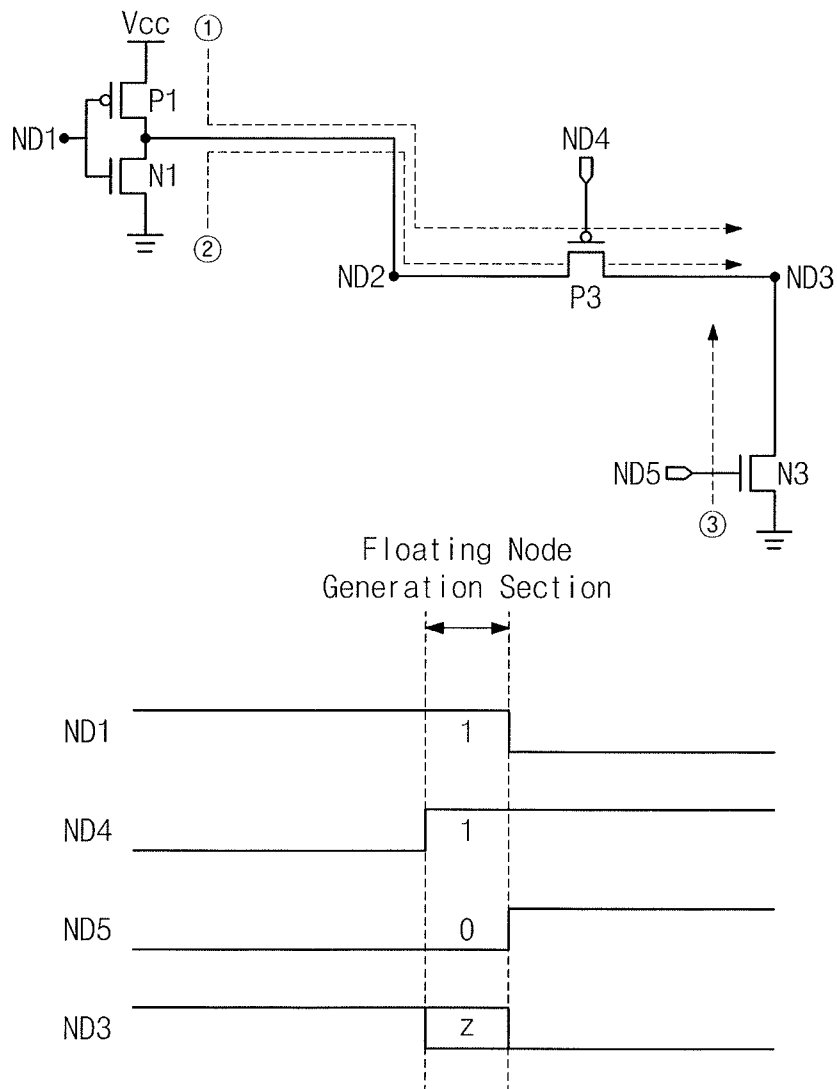 Vcc
①
P1
ND1
N1
②
ND4
ND2
P3
ND3
ND5
N3
③
Floating Node
Generation Section
ND1 1
ND4 1
ND5 0
ND3 z